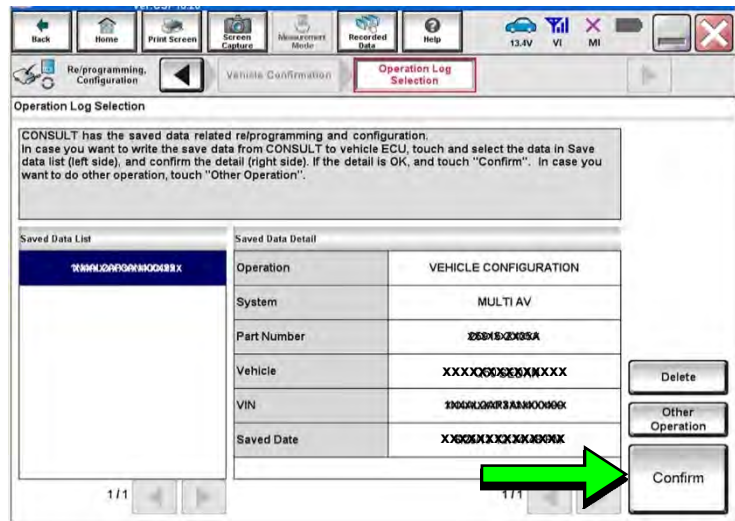 Back
Home
Print Screen
Screen Capture
Measurement Mode
Recorded Data
Help
13.4V
VI
MI
Re/programming, Configuration
Vehicle Confirmation
Operation Log Selection
Operation Log Selection
CONSULT has the saved data related re/programming and configuration.
In case you want to write the save data from CONSULT to vehicle ECU, touch and select the data in Save
data list (left side), and confirm the detail (right side). If the detail is OK, and touch "Confirm". In case you
want to do other operation, touch "Other Operation".
Saved Data List
Saved Data Detail
Operation
VEHICLE CONFIGURATION
System
MULTI AV
Part Number
Vehicle
VIN
Saved Date
Delete
Other Operation
Confirm
1/1
1/1